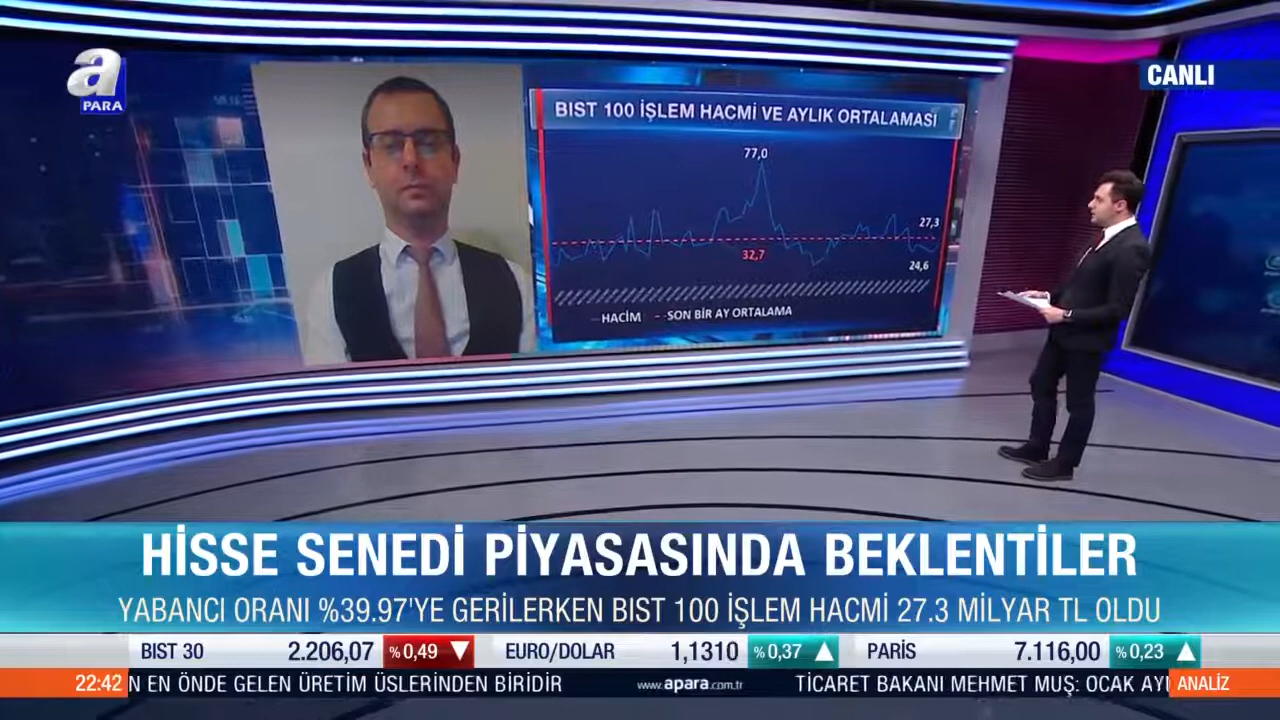 a
PARA
CANLI
BIST 100 İŞLEM HACMİ VE AYLIK ORTALAMASI
77,0
27,3
32,7
24,6
HACİM
SON BİR AY ORTALAMA
HİSSE SENEDİ PİYASASINDA BEKLENTİLER
YABANCI ORANI %39.97'YE GERİLERKEN BIST 100 İŞLEM HACMİ 27.3 MİLYAR TL OLDU
BIST 30 2.206,07 %0,49 EURO/DOLAR 1,1310 %0,37 PARİS 7.116,00 %0,23
22:42 N EN ÖNDE GELEN ÜRETİM ÜSLERİNDEN BİRİDİR www.apara.com.tr TİCARET BAKANI MEHMET MUŞ: OCAK AYI ANALİZ